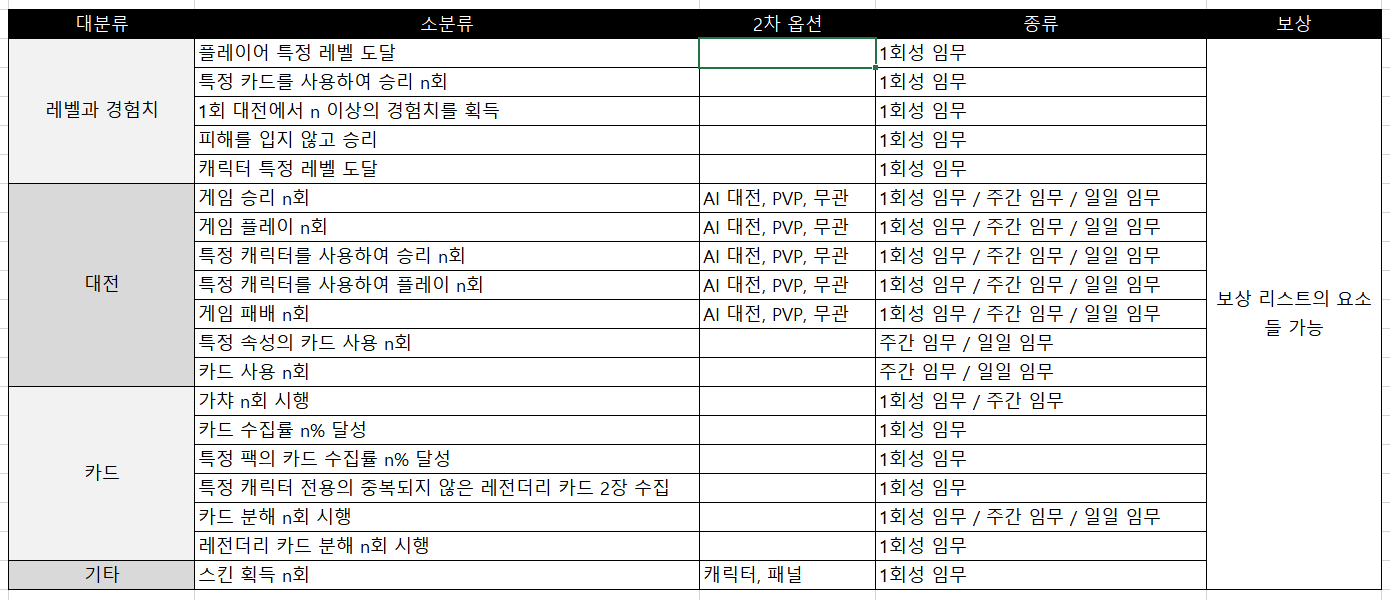 대분류 소분류 2차 옵션 종류 보상
레벨과 경험치
플레이어 특정 레벨 도달 1회성 임무
특정 카드를 사용하여 승리 n회 1회성 임무
1회 대전에서 n 이상의 경험치를 획득 1회성 임무
피해를 입지 않고 승리 1회성 임무
캐릭터 특정 레벨 도달 1회성 임무
대전
게임 승리 n회 AI 대전, PVP, 무관 1회성 임무 / 주간 임무 / 일일 임무
게임 플레이 n회 AI 대전, PVP, 무관 1회성 임무 / 주간 임무 / 일일 임무
특정 캐릭터를 사용하여 승리 n회 AI 대전, PVP, 무관 1회성 임무 / 주간 임무 / 일일 임무
특정 캐릭터를 사용하여 플레이 n회 AI 대전, PVP, 무관 1회성 임무 / 주간 임무 / 일일 임무
게임 패배 n회 AI 대전, PVP, 무관 1회성 임무 / 주간 임무 / 일일 임무
특정 속성의 카드 사용 n회 주간 임무 / 일일 임무
카드 사용 n회 주간 임무 / 일일 임무
카드
가챠 n회 시행 1회성 임무 / 주간 임무
카드 수집률 n% 달성 1회성 임무
특정 팩의 카드 수집률 n% 달성 1회성 임무
특정 캐릭터 전용의 중복되지 않은 레전더리 카드 2장 수집 1회성 임무
카드 분해 n회 시행 1회성 임무 / 주간 임무 / 일일 임무
레전더리 카드 분해 n회 시행 1회성 임무
기타 스킨 획득 n회 캐릭터, 패널 1회성 임무
보상 리스트의 요소
들 가능